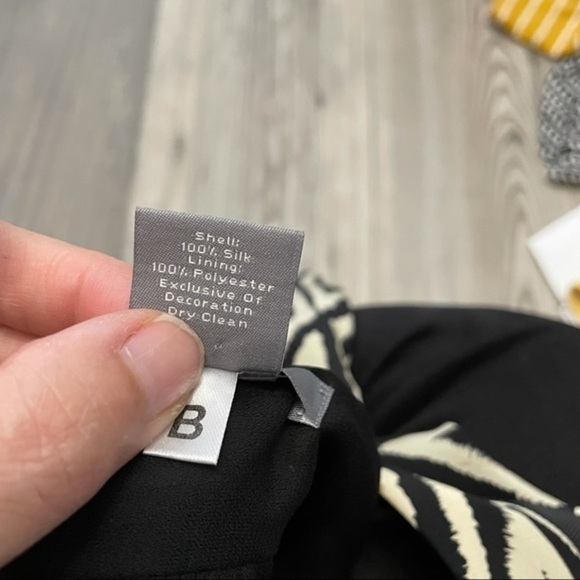 Shell:
100% Silk
Lining:
100% Polyester
Exclusive Of
Decoration
Dry Clean
B